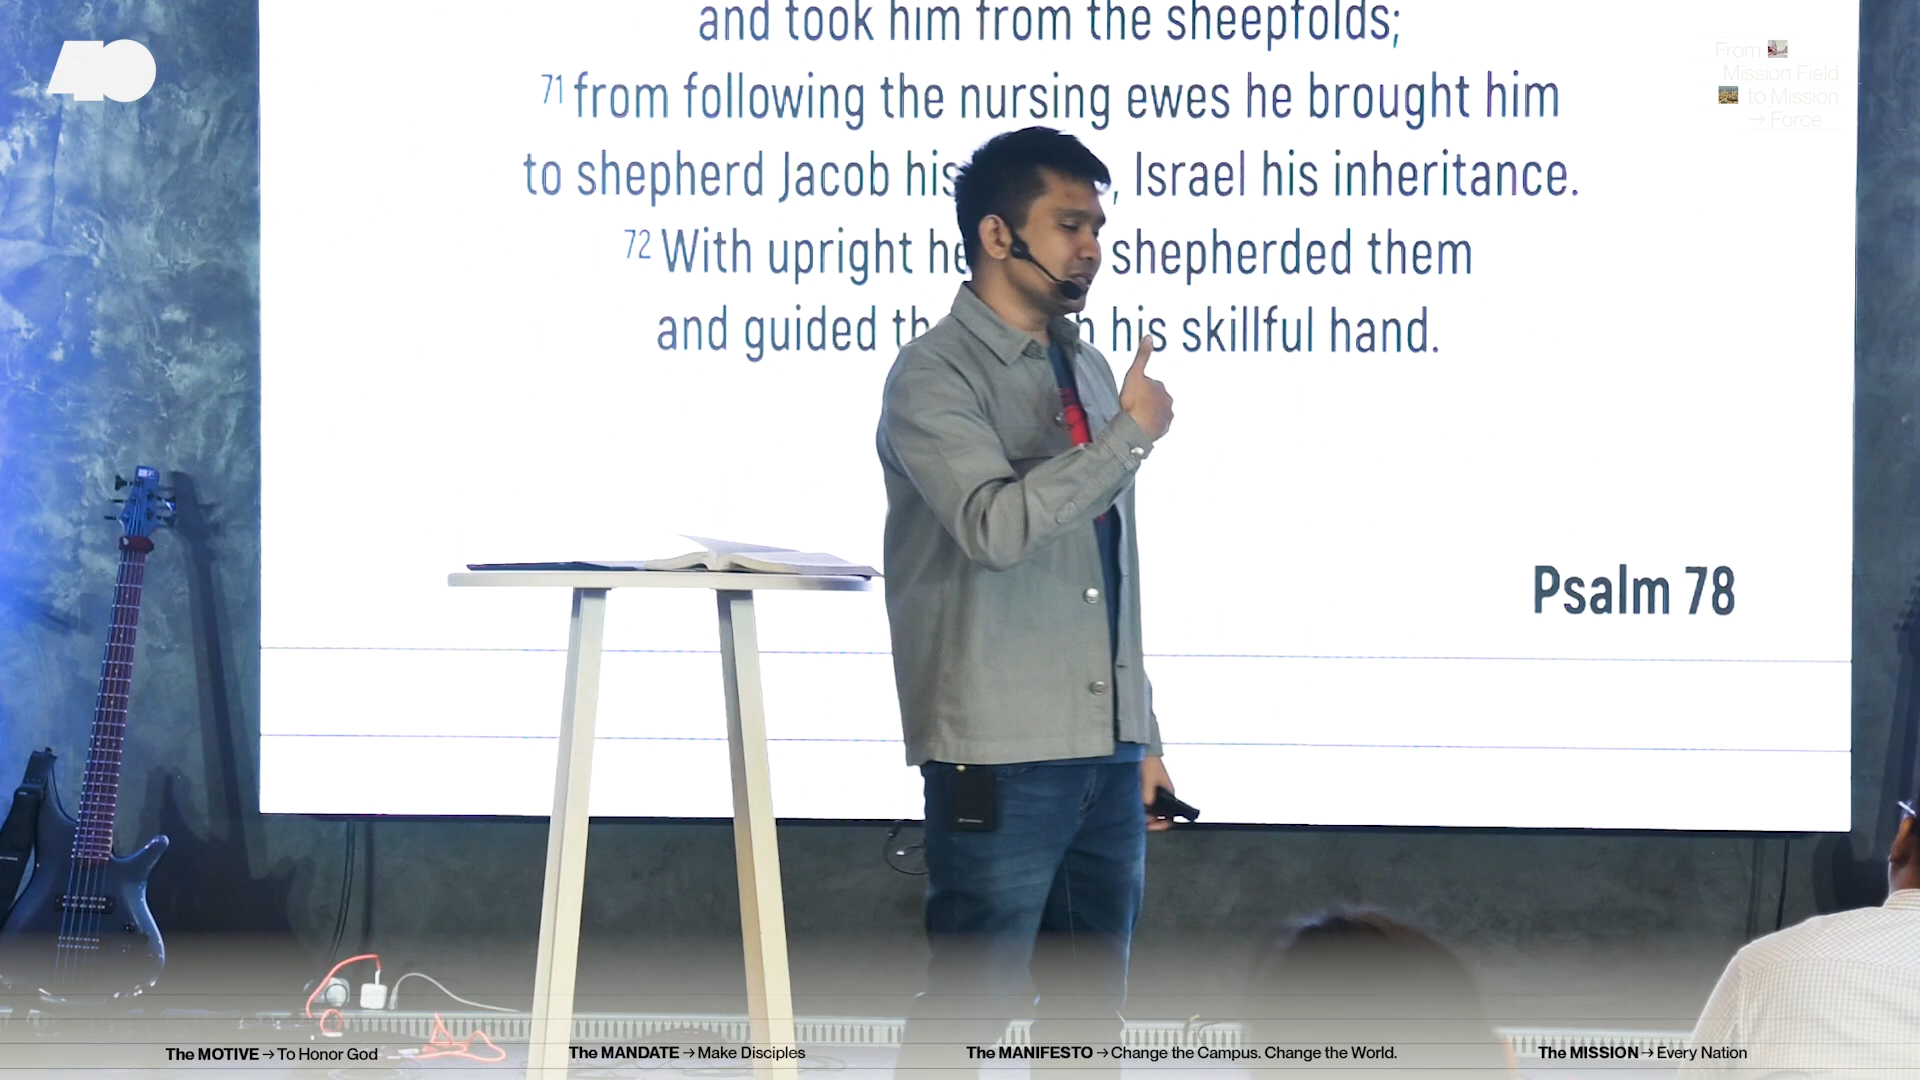 40
From
Mission Field
to Mission
→ Force
and took him from the sheepfolds;
71 from following the nursing ewes he brought him
to shepherd Jacob his , Israel his inheritance.
72 With upright he shepherded them
and guided th h his skillful hand.
Psalm 78
The MOTIVE → To Honor God
The MANDATE → Make Disciples
The MANIFESTO → Change the Campus. Change the World.
The MISSION → Every Nation